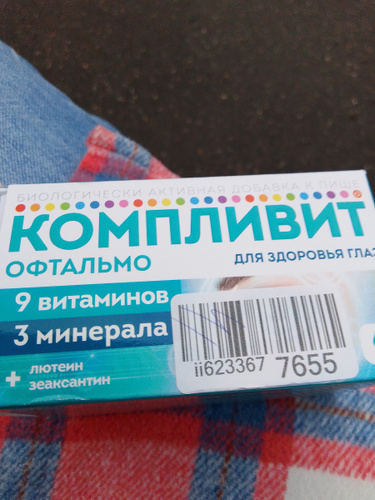 БИОЛОГИЧЕСКИ АКТИВНАЯ ДОБАВКА К ПИЩЕ
КОМПЛИВИТ
ОФТАЛЬМО
ДЛЯ ЗДОРОВЬЯ ГЛАЗ
9 витаминов
3 минерала
+ лютеин
зеаксантин
ii623367 7655